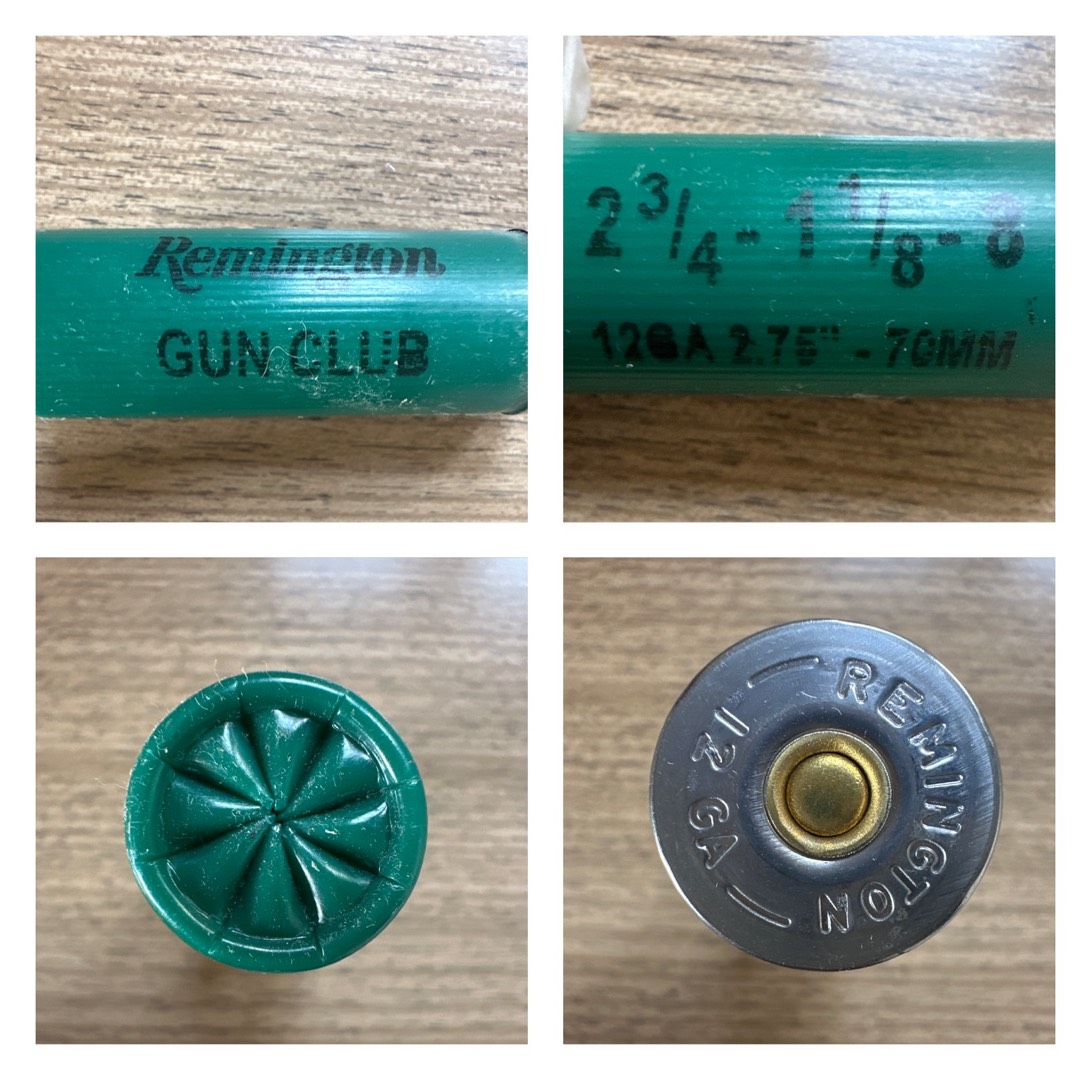 Remington
GUN CLUB
2 3/4 - 1 1/8 - 8
12GA 2.75" - 70MM
REMINGTON
12 GA